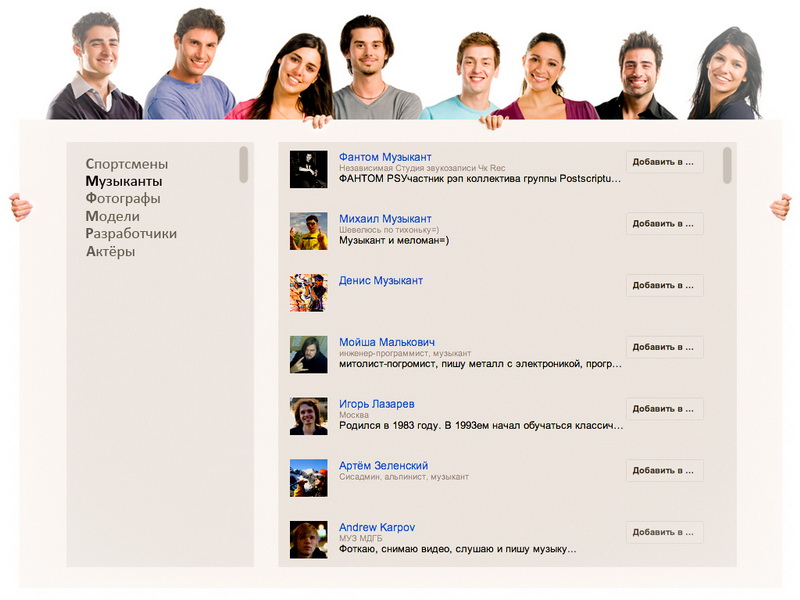 Спортсмены
Музыканты
Фотографы
Модели
Разработчики
Актёры
Фантом Музыкант
Независимая Студия звукозаписи Чк Rec
ФАНТОМ PSУчастник рэп коллектива группы Postscriptu...
Добавить в ...
Михаил Музыкант
Шевелюсь по тихоньку=)
Музыкант и меломан=)
Добавить в ...
Денис Музыкант
Добавить в ...
Мойша Малькович
инженер-программист, музыкант
митолист-погромист, пишу металл с электроникой, прогр...
Добавить в ...
Игорь Лазарев
Москва
Родился в 1983 году. В 1993ем начал обучаться классич...
Добавить в ...
Артём Зеленский
Сисадмин, альпинист, музыкант
Добавить в ...
Andrew Karpov
МУЗ МДГБ
Фоткаю, снимаю видео, слушаю и пишу музыку...
Добавить в ...